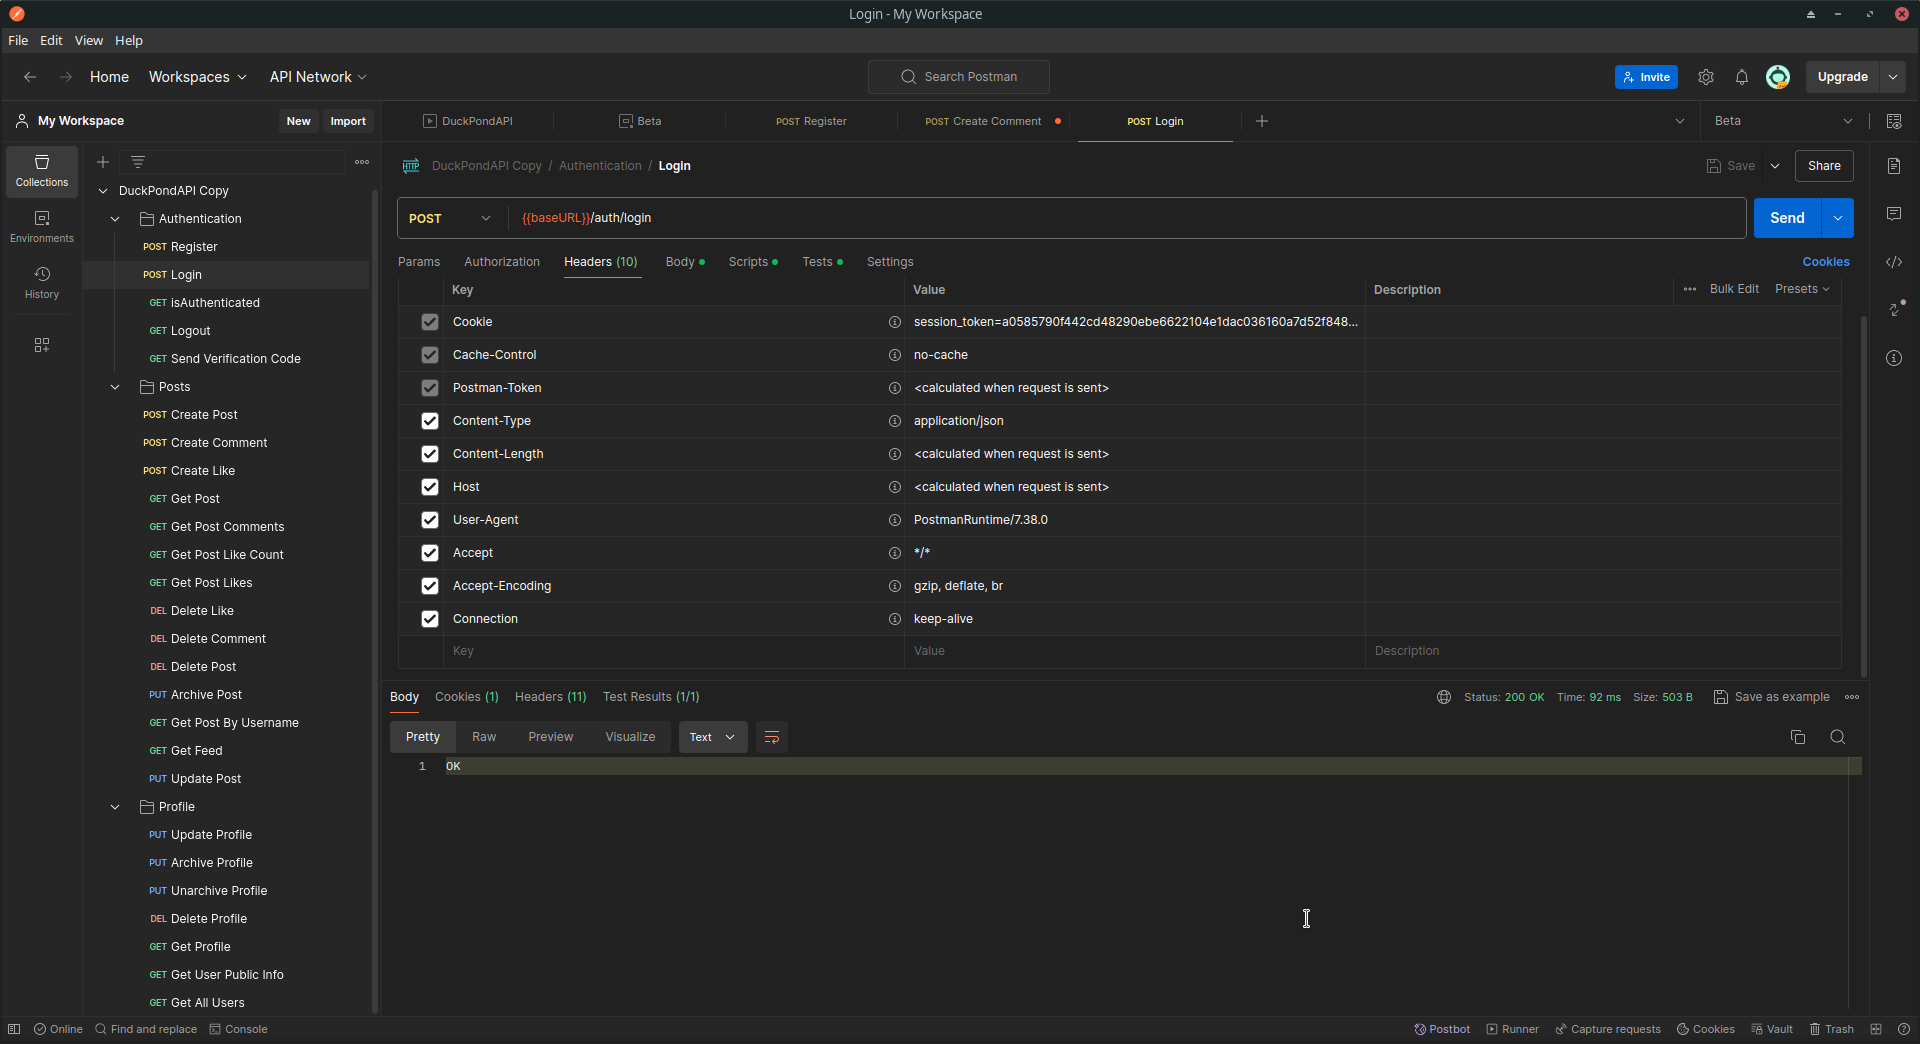 Login - My Workspace
File Edit View Help
Home Workspaces API Network Search Postman Invite Upgrade
My Workspace New Import DuckPondAPI Beta POST Register POST Create Comment POST Login Beta
DuckPondAPI Copy / Authentication / Login Save Share
Collections
Environments
History
DuckPondAPI Copy
Authentication
POST Register
POST Login
GET isAuthenticated
GET Logout
GET Send Verification Code
Posts
POST Create Post
POST Create Comment
POST Create Like
GET Get Post
GET Get Post Comments
GET Get Post Like Count
GET Get Post Likes
DEL Delete Like
DEL Delete Comment
DEL Delete Post
PUT Archive Post
GET Get Post By Username
GET Get Feed
PUT Update Post
Profile
PUT Update Profile
PUT Archive Profile
PUT Unarchive Profile
DEL Delete Profile
GET Get Profile
GET Get User Public Info
GET Get All Users
HTTP
POST {{baseURL}}/auth/login Send
Params Authorization Headers (10) Body Scripts Tests Settings Cookies
Key Value Description Bulk Edit Presets
Cookie session_token=a0585790f442cd48290ebe6622104e1dac036160a7d52f848...
Cache-Control no-cache
Postman-Token <calculated when request is sent>
Content-Type application/json
Content-Length <calculated when request is sent>
Host <calculated when request is sent>
User-Agent PostmanRuntime/7.38.0
Accept */*
Accept-Encoding gzip, deflate, br
Connection keep-alive
Key Value Description
Body Cookies (1) Headers (11) Test Results (1/1) Status: 200 OK Time: 92 ms Size: 503 B Save as example
Pretty Raw Preview Visualize Text
1 OK
Online Find and replace Console Postbot Runner Capture requests Cookies Vault Trash